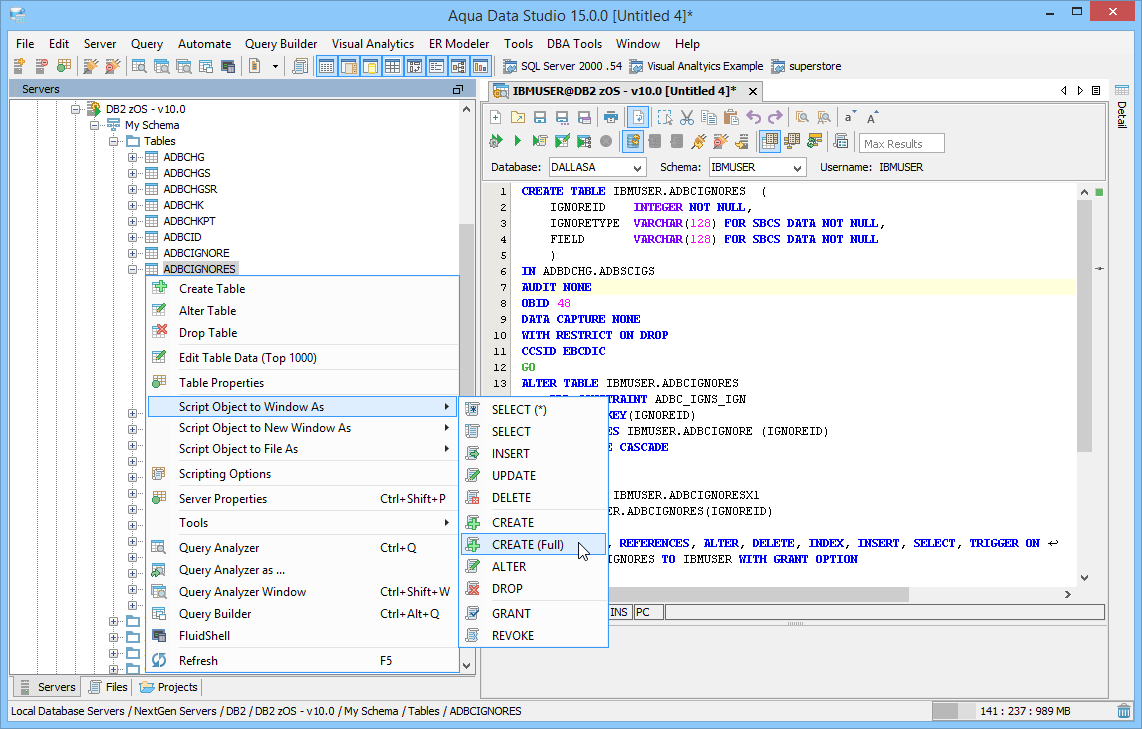 Aqua Data Studio 15.0.0 [Untitled 4]*
File Edit Server Query Automate Query Builder Visual Analytics ER Modeler Tools DBA Tools Window Help
SQL Server 2000 .54 Visual Analtyics Example superstore
Servers
IBMUSER@DB2 zOS - v10.0 [Untitled 4]*
Detail
DB2 zOS - v10.0
My Schema
Tables
ADBCHG
ADBCHGS
ADBCHGSR
ADBCHK
ADBCHKPT
ADBCID
ADBCIGNORE
ADBCIGNORES
Max Results
Database: DALLASA Schema: IBMUSER Username: IBMUSER
1 CREATE TABLE IBMUSER.ADBCIGNORES (
2 IGNOREID INTEGER NOT NULL,
3 IGNORETYPE VARCHAR(128) FOR SBCS DATA NOT NULL,
4 FIELD VARCHAR(128) FOR SBCS DATA NOT NULL
5 )
6 IN ADBDCHG.ADBSCIGS
7 AUDIT NONE
8 OBID 48
9 DATA CAPTURE NONE
10 WITH RESTRICT ON DROP
11 CCSID EBCDIC
12 GO
13 ALTER TABLE IBMUSER.ADBCIGNORES
ADBC_IGNS_IGN
KEY(IGNOREID)
IBMUSER.ADBCIGNORE (IGNOREID)
CASCADE
IBMUSER.ADBCIGNORESX1
ER.ADBCIGNORES(IGNOREID)
, REFERENCES, ALTER, DELETE, INDEX, INSERT, SELECT, TRIGGER ON
IGNORES TO IBMUSER WITH GRANT OPTION
Create Table
Alter Table
Drop Table
Edit Table Data (Top 1000)
Table Properties
Script Object to Window As
Script Object to New Window As
Script Object to File As
Scripting Options
Server Properties Ctrl+Shift+P
Tools
Query Analyzer Ctrl+Q
Query Analyzer as ...
Query Analyzer Window Ctrl+Shift+W
Query Builder Ctrl+Alt+Q
FluidShell
Refresh F5
SELECT (*)
SELECT
INSERT
UPDATE
DELETE
CREATE
CREATE (Full)
ALTER
DROP
GRANT
REVOKE
INS PC
Servers Files Projects
Local Database Servers / NextGen Servers / DB2 / DB2 zOS - v10.0 / My Schema / Tables / ADBCIGNORES
141 : 237 : 989 MB